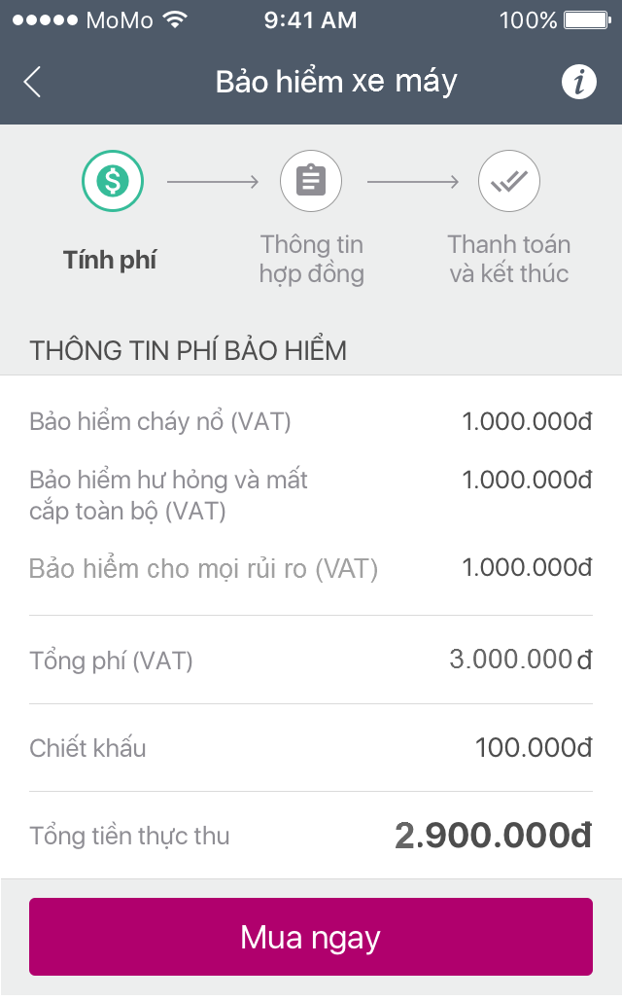 MoMo 9:41 AM 100%
Bảo hiểm xe máy
Tính phí
Thông tin
hợp đồng
Thanh toán
và kết thúc
THÔNG TIN PHÍ BẢO HIỂM
Bảo hiểm cháy nổ (VAT) 1.000.000đ
Bảo hiểm hư hỏng và mất 1.000.000đ
cắp toàn bộ (VAT)
Bảo hiểm cho mọi rủi ro (VAT) 1.000.000đ
Tổng phí (VAT) 3.000.000 đ
Chiết khấu 100.000đ
Tổng tiền thực thu 2.900.000đ
Mua ngay